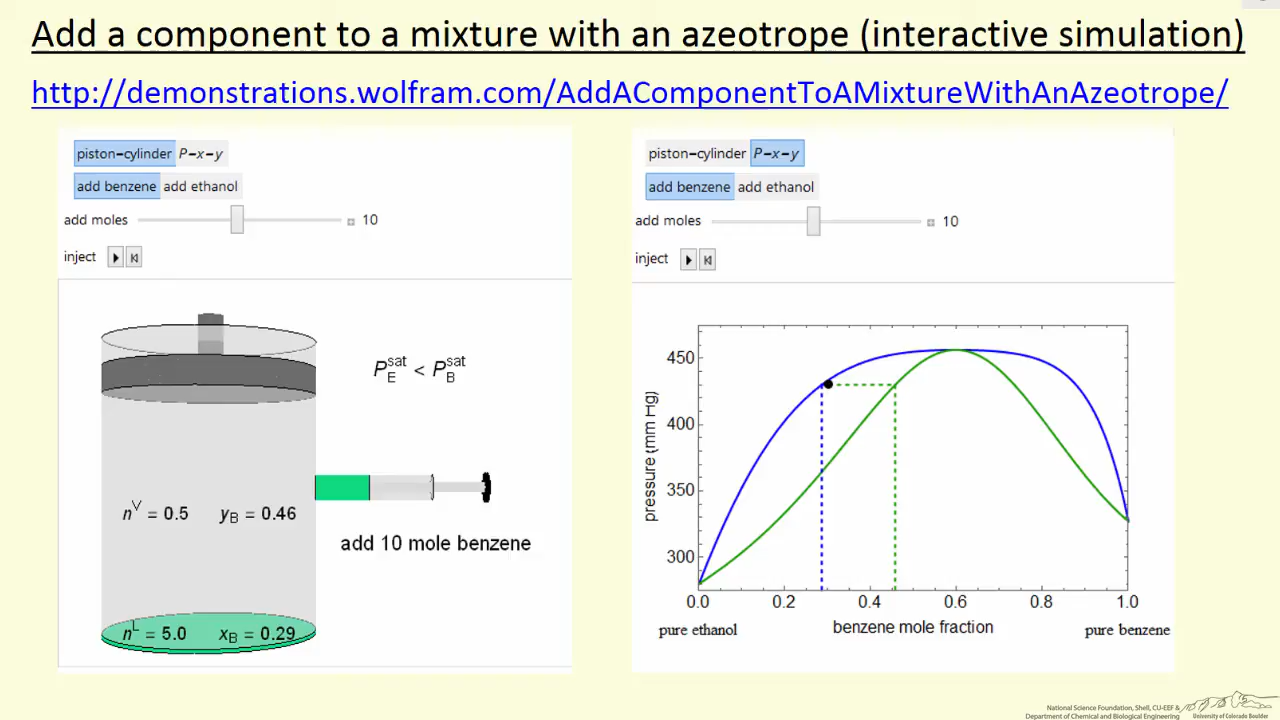 Add a component to a mixture with an azeotrope (interactive simulation)
http://demonstrations.wolfram.com/AddAComponentToAMixtureWithAnAzeotrope/
piston-cylinder P-x-y
add benzene add ethanol
add moles 10
inject
P_E^sat < P_B^sat
n^V = 0.5 y_B = 0.46
add 10 mole benzene
n^L = 5.0 x_B = 0.29
piston-cylinder P-x-y
add benzene add ethanol
add moles 10
inject
pressure (mm Hg)
450
400
350
300
0.0 0.2 0.4 0.6 0.8 1.0
pure ethanol benzene mole fraction pure benzene
National Science Foundation, Shell, CU-EEF &
Department of Chemical and Biological Engineering
University of Colorado Boulder